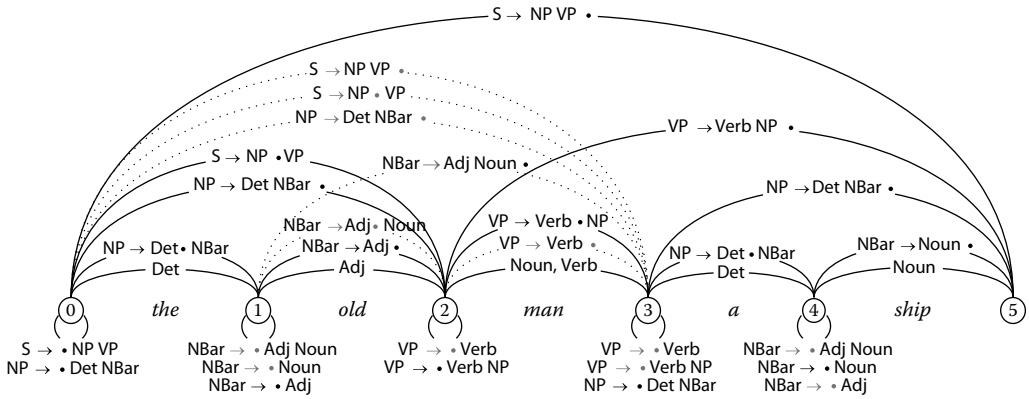 S → NP VP •
S → NP VP •
S → NP • VP
NP → Det NBar •
VP → Verb NP •
S → NP • VP
NBar → Adj Noun •
NP → Det NBar •
NP → Det NBar •
NBar → Adj • Noun
VP → Verb • NP
NP → Det • NBar
NBar → Adj •
VP → Verb •
NP → Det • NBar
NBar → Noun •
Det
Adj
Noun, Verb
Det
Noun
0 the 1 old 2 man 3 a 4 ship 5
S → • NP VP
NP → • Det NBar
NBar → • Adj Noun
NBar → • Noun
NBar → • Adj
VP → • Verb
VP → • Verb NP
VP → • Verb
VP → • Verb NP
NP → • Det NBar
NBar → • Adj Noun
NBar → • Noun
NBar → • Adj